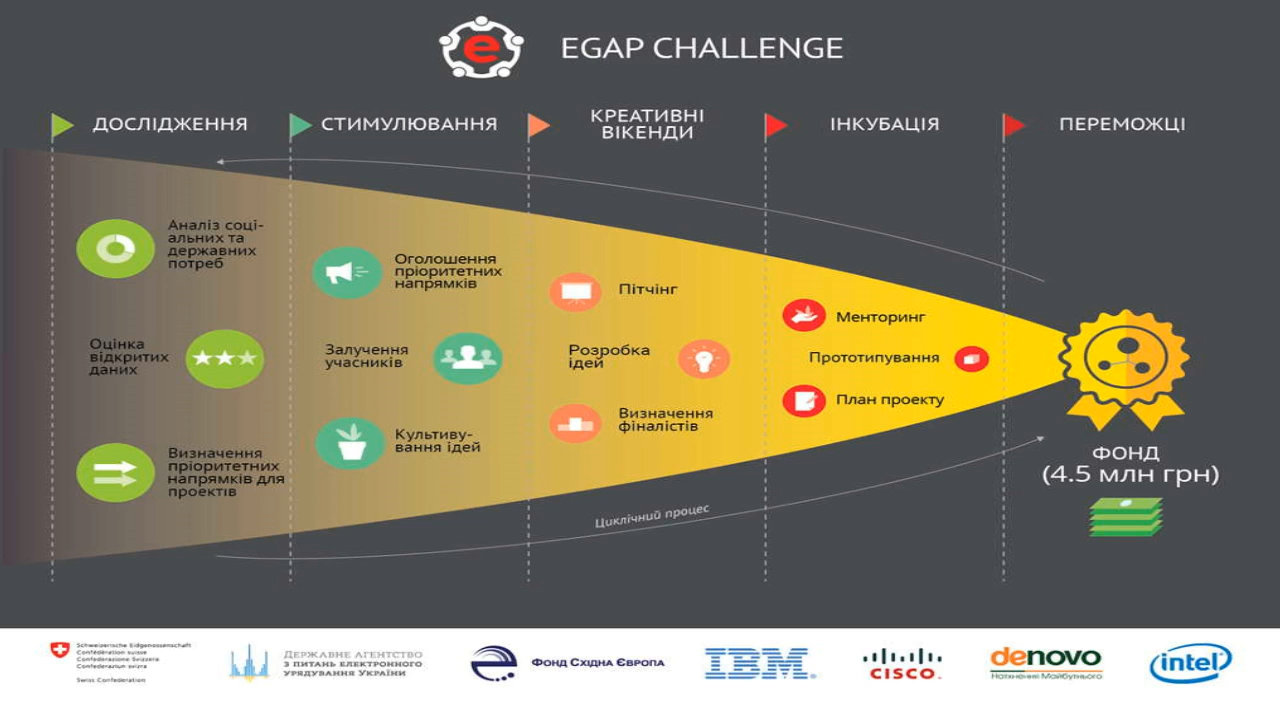 e
EGAP CHALLENGE
ДОСЛІДЖЕННЯ
СТИМУЛЮВАННЯ
КРЕАТИВНІ
ВІКЕНДИ
ІНКУБАЦІЯ
ПЕРЕМОЖЦІ
Аналіз соці-
альних та
державних
потреб
Оцінка
відкритих
даних
Визначення
пріоритетних
напрямків для
проектів
Оголошення
пріоритетних
напрямків
Залучення
учасників
Культиву-
вання ідей
Пітчінг
Розробка
ідей
Визначення
фіналістів
Менторинг
Прототипування
План проекту
ФОНД
(4.5 млн грн)
Циклічний процес
Schweizerische Eidgenossenschaft
Confédération suisse
Confederazione Svizzera
Confederaziun svizra
Swiss Confederation
Державне агентство
з питань електронного
урядування України
Фонд Східна Європа
IBM
CISCO
denovo
Натхнення Майбутнього
intel